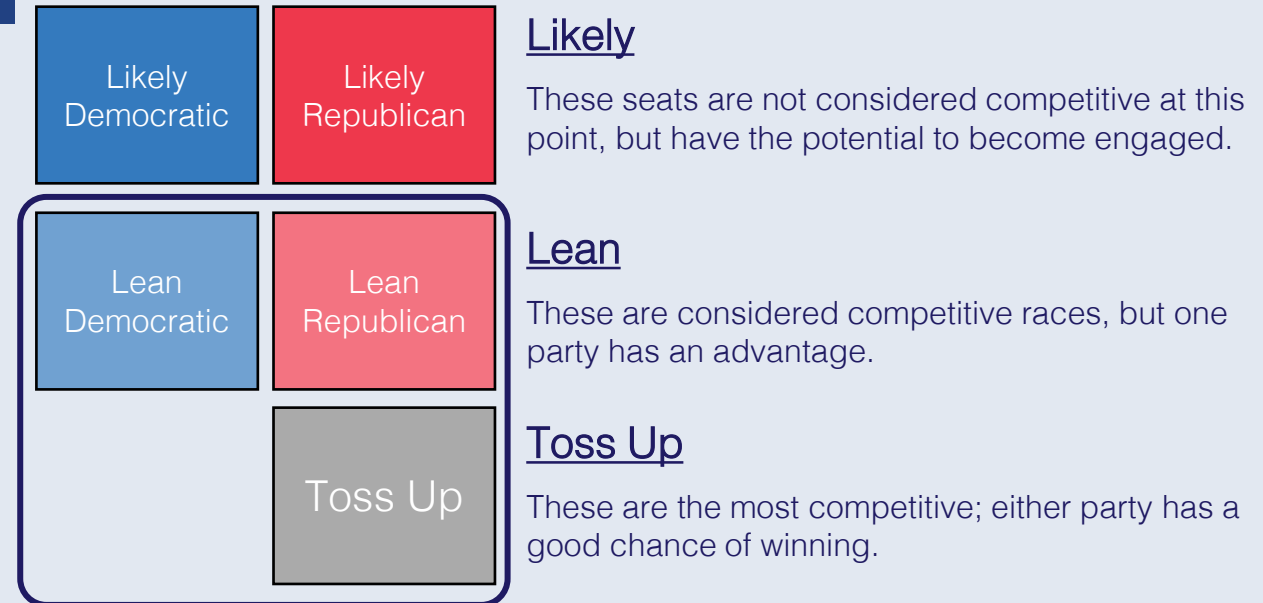 Likely
Democratic
Likely
Republican
Likely
These seats are not considered competitive at this
point, but have the potential to become engaged.
Lean
Democratic
Lean
Republican
Lean
These are considered competitive races, but one
party has an advantage.
Toss Up
Toss Up
These are the most competitive; either party has a
good chance of winning.